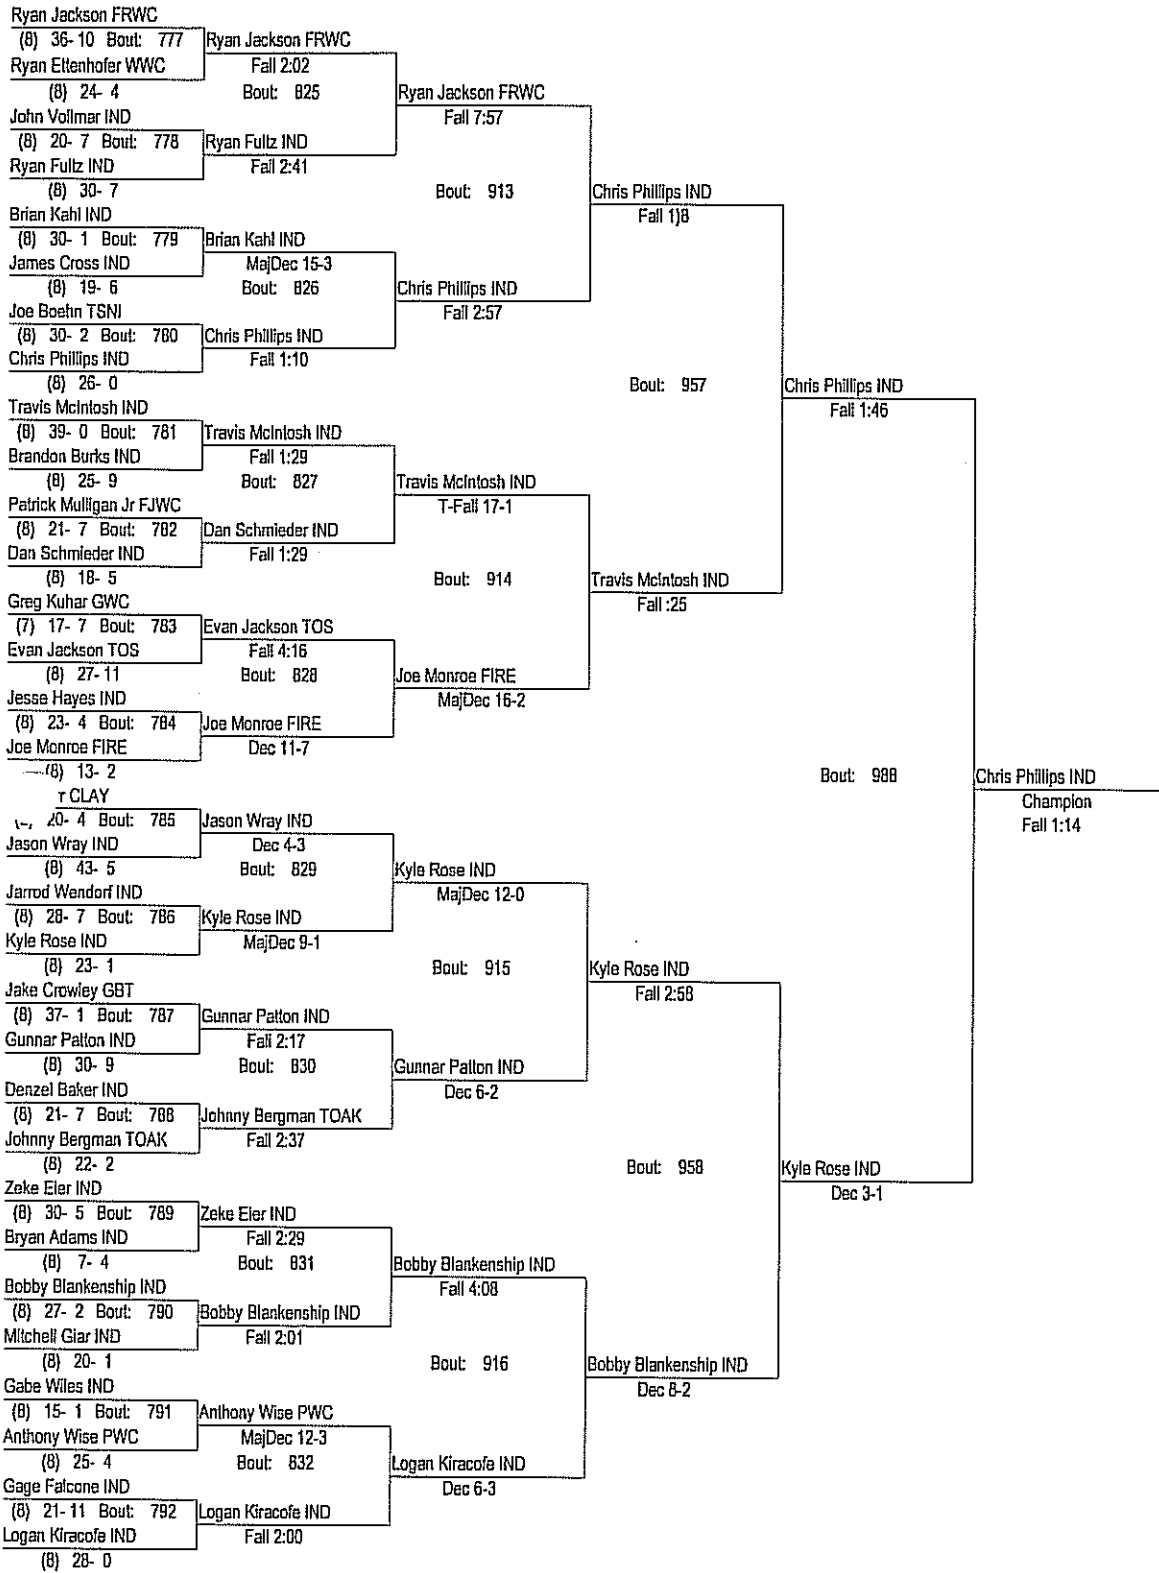 Ryan Jackson FRWC
(8) 36- 10 Bout: 777
Ryan Ettenhofer WWC
(8) 24- 4
John Vollmar IND
(8) 20- 7 Bout: 778
Ryan Fultz IND
(8) 30- 7
Brian Kahl IND
(8) 30- 1 Bout: 779
James Cross IND
(8) 19- 6
Joe Boehn TSNI
(8) 30- 2 Bout: 780
Chris Phillips IND
(8) 26- 0
Travis McIntosh IND
(8) 39- 0 Bout: 781
Brandon Burks IND
(8) 25- 9
Patrick Mulligan Jr FJWC
(8) 21- 7 Bout: 782
Dan Schmieder IND
(8) 18- 5
Greg Kuhar GWC
(7) 17- 7 Bout: 783
Evan Jackson TOS
(8) 27- 11
Jesse Hayes IND
(8) 23- 4 Bout: 784
Joe Monroe FIRE
(8) 13- 2
r CLAY
20- 4 Bout: 785
Jason Wray IND
(8) 43- 5
Jarrod Wendorf IND
(8) 28- 7 Bout: 786
Kyle Rose IND
(8) 23- 1
Jake Crowley GBT
(8) 37- 1 Bout: 787
Gunnar Patton IND
(8) 30- 9
Denzel Baker IND
(8) 21- 7 Bout: 788
Johnny Bergman TOAK
(8) 22- 2
Zeke Eier IND
(8) 30- 5 Bout: 789
Bryan Adams IND
(8) 7- 4
Bobby Blankenship IND
(8) 27- 2 Bout: 790
Mitchell Giar IND
(8) 20- 1
Gabe Wiles IND
(8) 15- 1 Bout: 791
Anthony Wise PWC
(8) 25- 4
Gage Falcone IND
(8) 21- 11 Bout: 792
Logan Kiracofe IND
(8) 28- 0
Ryan Jackson FRWC
Fall 2:02
Bout: 825
Ryan Fultz IND
Fall 2:41
Brian Kahl IND
MajDec 15-3
Bout: 826
Chris Phillips IND
Fall 1:10
Travis McIntosh IND
Fall 1:29
Bout: 827
Dan Schmieder IND
Fall 1:29
Evan Jackson TOS
Fall 4:16
Bout: 828
Joe Monroe FIRE
Dec 11-7
Jason Wray IND
Dec 4-3
Bout: 829
Kyle Rose IND
MajDec 9-1
Gunnar Patton IND
Fall 2:17
Bout: 830
Johnny Bergman TOAK
Fall 2:37
Zeke Eier IND
Fall 2:29
Bout: 831
Bobby Blankenship IND
Fall 2:01
Anthony Wise PWC
MajDec 12-3
Bout: 832
Logan Kiracofe IND
Fall 2:00
Ryan Jackson FRWC
Fall 7:57
Bout: 913
Chris Phillips IND
Fall 2:57
Travis McIntosh IND
T-Fall 17-1
Bout: 914
Joe Monroe FIRE
MajDec 16-2
Kyle Rose IND
MajDec 12-0
Bout: 915
Gunnar Patton IND
Dec 6-2
Bobby Blankenship IND
Fall 4:08
Bout: 916
Logan Kiracofe IND
Dec 6-3
Chris Phillips IND
Fall 1)8
Bout: 957
Travis McIntosh IND
Fall :25
Kyle Rose IND
Fall 2:58
Bout: 958
Bobby Blankenship IND
Dec 8-2
Chris Phillips IND
Fall 1:46
Bout: 988
Kyle Rose IND
Dec 3-1
Chris Phillips IND
Champion
Fall 1:14